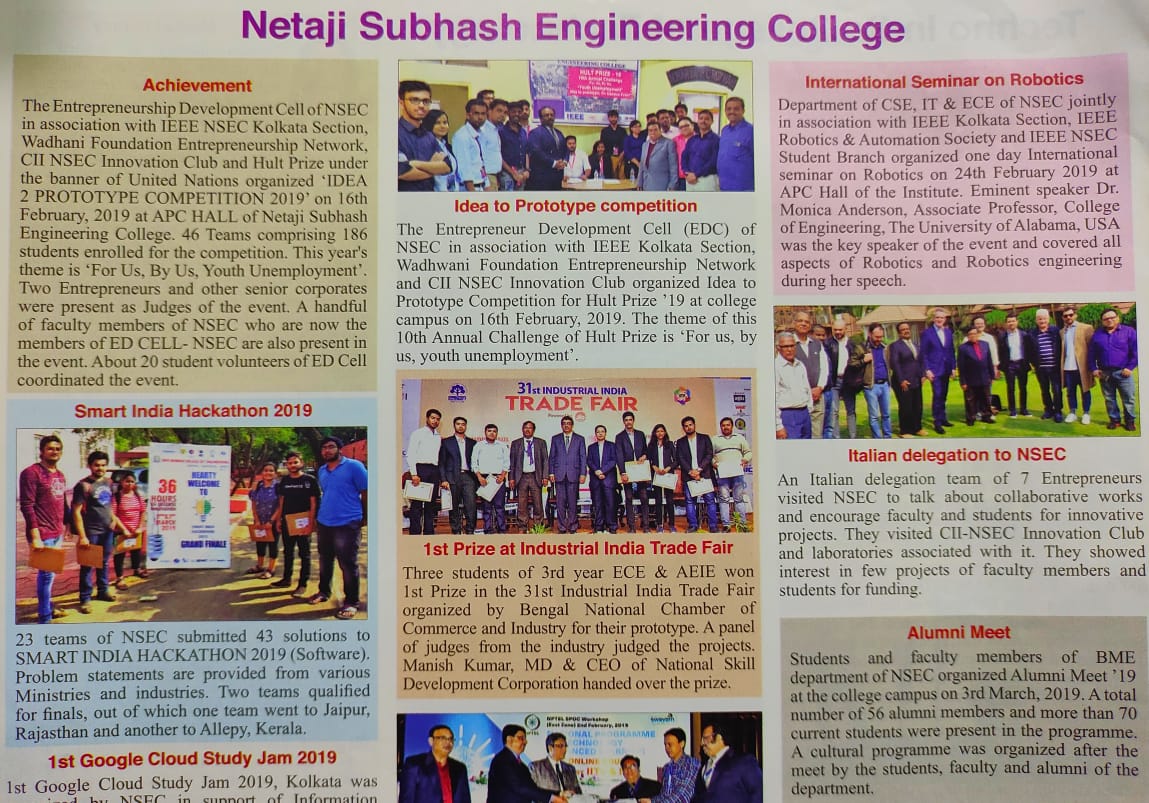 Netaji Subhash Engineering College
Achievement
The Entrepreneurship Development Cell of NSEC
in association with IEEE NSEC Kolkata Section,
Wadhani Foundation Entrepreneurship Network,
CII NSEC Innovation Club and Hult Prize under
the banner of United Nations organized ‘IDEA
2 PROTOTYPE COMPETITION 2019’ on 16th
February, 2019 at APC HALL of Netaji Subhash
Engineering College. 46 Teams comprising 186
students enrolled for the competition. This year's
theme is ‘For Us, By Us, Youth Unemployment’.
Two Entrepreneurs and other senior corporates
were present as Judges of the event. A handful
of faculty members of NSEC who are now the
members of ED CELL- NSEC are also present in
the event. About 20 student volunteers of ED Cell
coordinated the event.
Smart India Hackathon 2019
36
HOURS
MARCH
2019
HEARTY
WELCOME
TO
GRAND FINALE
23 teams of NSEC submitted 43 solutions to
SMART INDIA HACKATHON 2019 (Software).
Problem statements are provided from various
Ministries and industries. Two teams qualified
for finals, out of which one team went to Jaipur,
Rajasthan and another to Allepy, Kerala.
1st Google Cloud Study Jam 2019
1st Google Cloud Study Jam 2019, Kolkata was
by NSEC in support of Information
ENGINEERING COLLEGE
HULT PRIZE - 19
10th Annual Challenge
"Youth Unemployment"
IEEE
Idea to Prototype competition
The Entrepreneur Development Cell (EDC) of
NSEC in association with IEEE Kolkata Section,
Wadhwani Foundation Entrepreneurship Network
and CII NSEC Innovation Club organized Idea to
Prototype Competition for Hult Prize ’19 at college
campus on 16th February, 2019. The theme of this
10th Annual Challenge of Hult Prize is ‘For us, by
us, youth unemployment’.
31st INDUSTRIAL INDIA
TRADE FAIR
1st Prize at Industrial India Trade Fair
Three students of 3rd year ECE & AEIE won
1st Prize in the 31st Industrial India Trade Fair
organized by Bengal National Chamber of
Commerce and Industry for their prototype. A panel
of judges from the industry judged the projects.
Manish Kumar, MD & CEO of National Skill
Development Corporation handed over the prize.
NPTEL SPOC Workshop
(East Zone) 2nd February, 2019
swayam
International Seminar on Robotics
Department of CSE, IT & ECE of NSEC jointly
in association with IEEE Kolkata Section, IEEE
Robotics & Automation Society and IEEE NSEC
Student Branch organized one day International
seminar on Robotics on 24th February 2019 at
APC Hall of the Institute. Eminent speaker Dr.
Monica Anderson, Associate Professor, College
of Engineering, The University of Alabama, USA
was the key speaker of the event and covered all
aspects of Robotics and Robotics engineering
during her speech.
Italian delegation to NSEC
An Italian delegation team of 7 Entrepreneurs
visited NSEC to talk about collaborative works
and encourage faculty and students for innovative
projects. They visited CII-NSEC Innovation Club
and laboratories associated with it. They showed
interest in few projects of faculty members and
students for funding.
Alumni Meet
Students and faculty members of BME
department of NSEC organized Alumni Meet ’19
at the college campus on 3rd March, 2019. A total
number of 56 alumni members and more than 70
current students were present in the programme.
A cultural programme was organized after the
meet by the students, faculty and alumni of the
department.